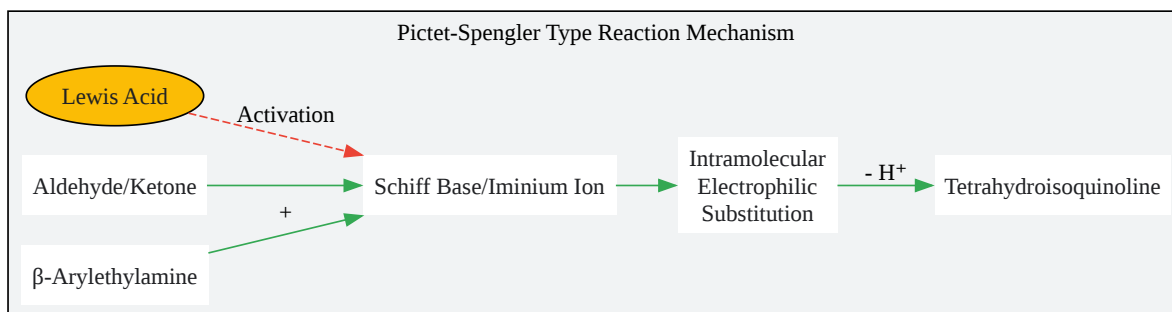 Pictet-Spengler Type Reaction Mechanism
Lewis Acid
Activation
Aldehyde/Ketone
+
β-Arylethylamine
Schiff Base/Iminium Ion
Intramolecular
Electrophilic
Substitution
- H⁺
Tetrahydroisoquinoline